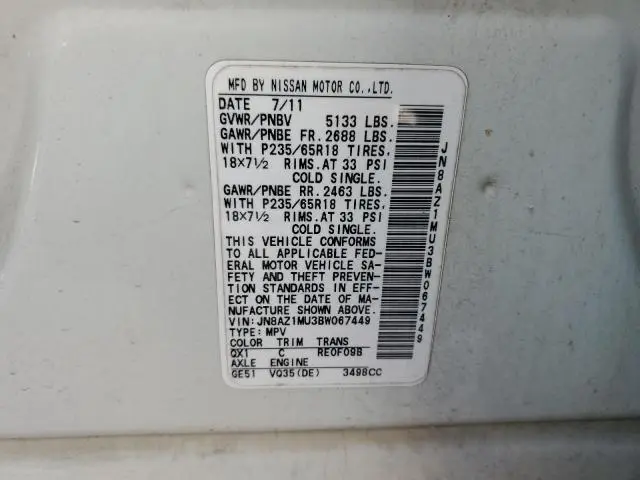 MFD BY NISSAN MOTOR CO.,LTD.
DATE 7/11
GVWR/PNBV 5133 LBS.
GAWR/PNBE FR. 2688 LBS.
WITH P235/65R18 TIRES,
18×7½ RIMS.AT 33 PSI
COLD SINGLE.
GAWR/PNBE RR. 2463 LBS.
WITH P235/65R18 TIRES,
18×7½ RIMS.AT 33 PSI
COLD SINGLE.
THIS VEHICLE CONFORMS
TO ALL APPLICABLE FED-
ERAL MOTOR VEHICLE SA-
FETY AND THEFT PREVEN-
TION STANDARDS IN EFF-
ECT ON THE DATE OF MA-
NUFACTURE SHOWN ABOVE.
VIN:JN8AZ1MU3BW067449
TYPE:MPV
COLOR TRIM TRANS
QX1 C RE0F09B
AXLE ENGINE
GE51 VQ35(DE) 3498CC
JN8AZ1MU3BW067449